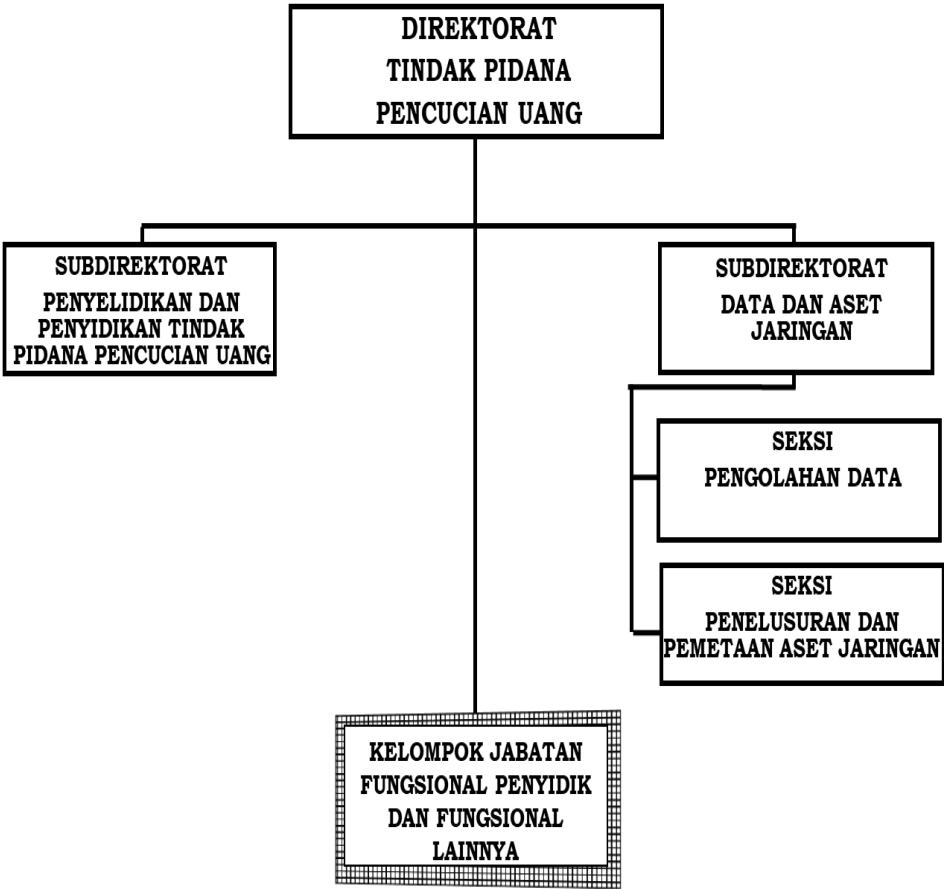 DIREKTORAT
TINDAK PIDANA
PENCUCIAN UANG
SUBDIREKTORAT
PENYELIDIKAN DAN
PENYIDIKAN TINDAK
PIDANA PENCUCIAN UANG
SUBDIREKTORAT
DATA DAN ASET
JARINGAN
SEKSI
PENGOLAHAN DATA
SEKSI
PENELUSURAN DAN
PEMETAAN ASET JARINGAN
KELOMPOK JABATAN
FUNGSIONAL PENYIDIK
DAN FUNGSIONAL
LAINNYA